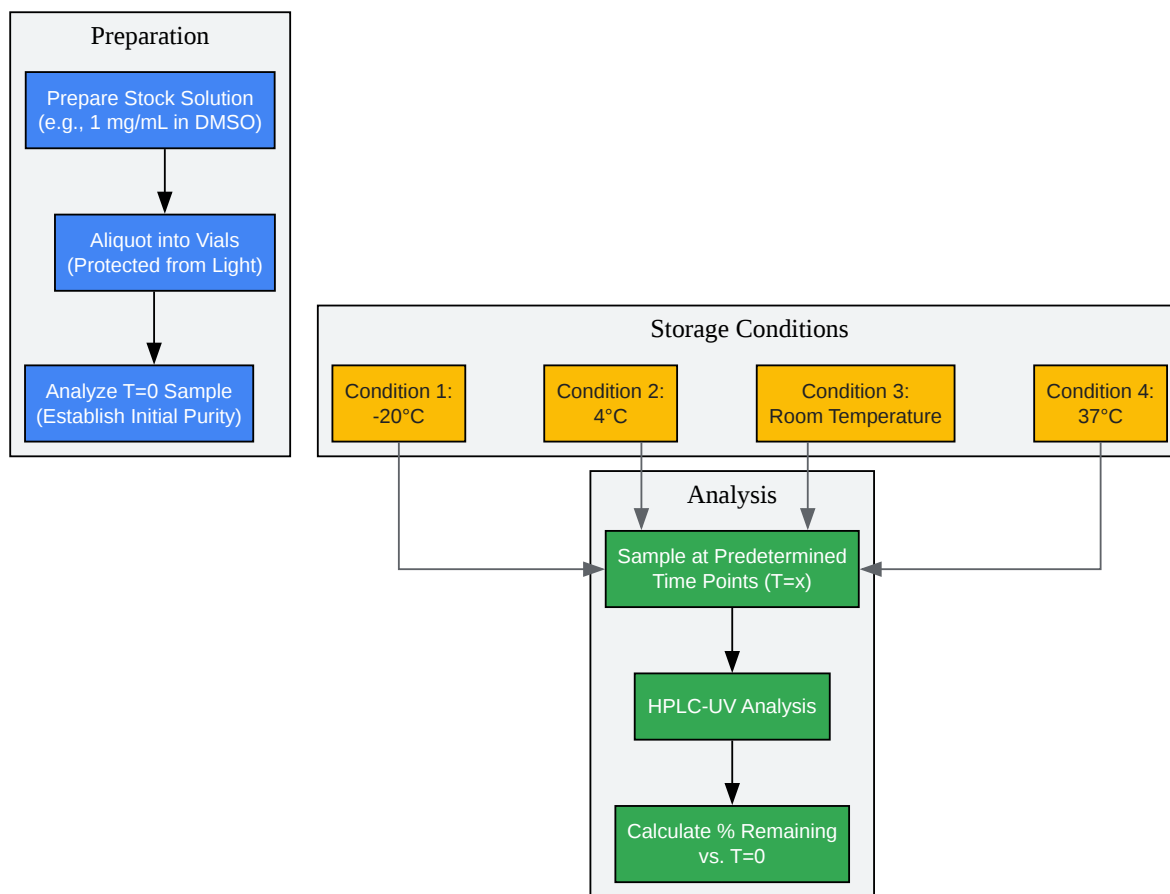 Preparation
Prepare Stock Solution
(e.g., 1 mg/mL in DMSO)
Aliquot into Vials
(Protected from Light)
Analyze T=0 Sample
(Establish Initial Purity)
Storage Conditions
Condition 1:
-20°C
Condition 2:
4°C
Condition 3:
Room Temperature
Condition 4:
37°C
Analysis
Sample at Predetermined
Time Points (T=x)
HPLC-UV Analysis
Calculate % Remaining
vs. T=0